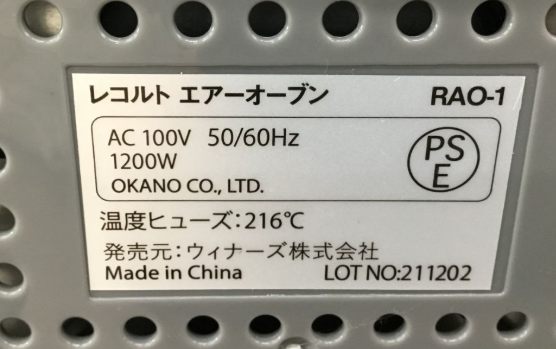 レコルト エアーオーブン RAO-1
AC 100V 50/60Hz
1200W
OKANO CO., LTD.
PS
E
温度ヒューズ:216℃
発売元:ウィナーズ株式会社
Made in China LOT NO:211202